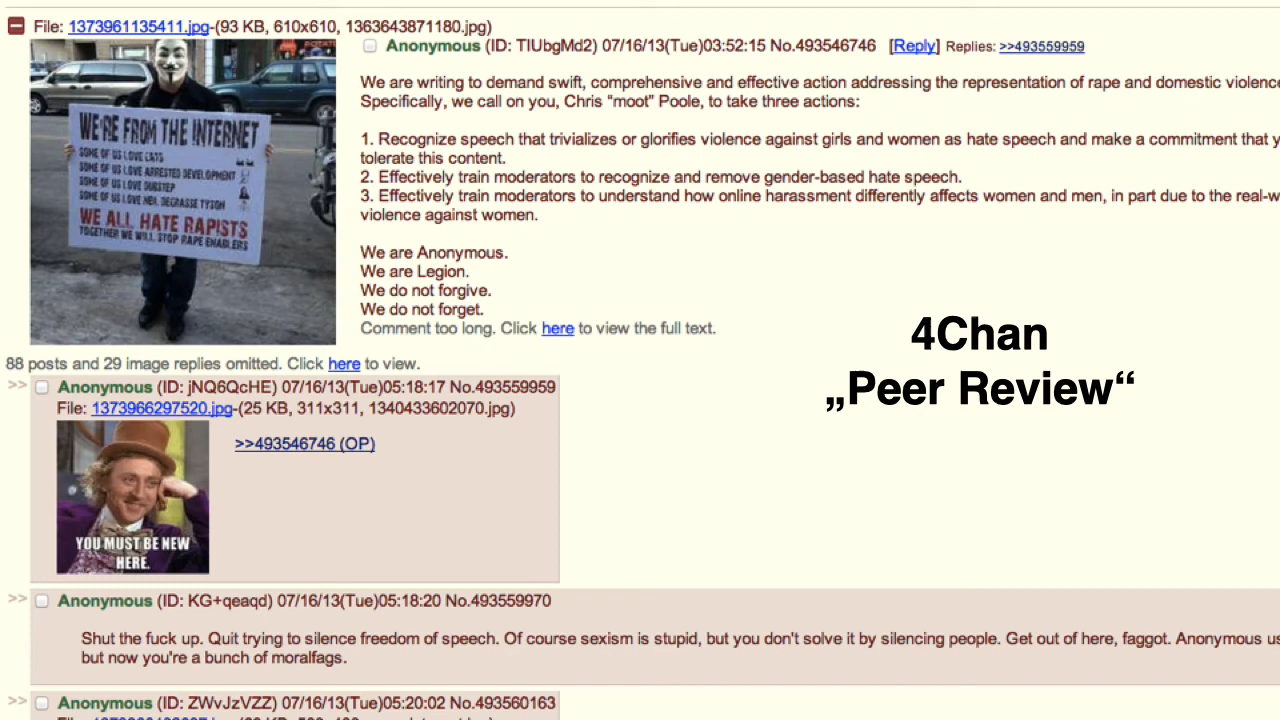 File: 1373961135411.jpg-(93 KB, 610x610, 1363643871180.jpg)
Anonymous (ID: TIUbgMd2) 07/16/13(Tue)03:52:15 No.493546746 [Reply] Replies: >>493559959
WE'RE FROM THE INTERNET
SOME OF US LOVE CATS
SOME OF US LOVE ARRESTED DEVELOPMENT
SOME OF US LOVE DUBSTEP
SOME OF US LOVE NEIL DEGRASSE TYSON
WE ALL HATE RAPISTS
TOGETHER WE WILL STOP RAPE ENABLERS
We are writing to demand swift, comprehensive and effective action addressing the representation of rape and domestic violence
Specifically, we call on you, Chris "moot" Poole, to take three actions:
1. Recognize speech that trivializes or glorifies violence against girls and women as hate speech and make a commitment that y
tolerate this content.
2. Effectively train moderators to recognize and remove gender-based hate speech.
3. Effectively train moderators to understand how online harassment differently affects women and men, in part due to the real-w
violence against women.
We are Anonymous.
We are Legion.
We do not forgive.
We do not forget.
Comment too long. Click here to view the full text.
4Chan
„Peer Review“
88 posts and 29 image replies omitted. Click here to view.
>> Anonymous (ID: jNQ6QcHE) 07/16/13(Tue)05:18:17 No.493559959
File: 1373966297520.jpg-(25 KB, 311x311, 1340433602070.jpg)
>>493546746 (OP)
YOU MUST BE NEW
HERE.
>> Anonymous (ID: KG+qeaqd) 07/16/13(Tue)05:18:20 No.493559970
Shut the fuck up. Quit trying to silence freedom of speech. Of course sexism is stupid, but you don't solve it by silencing people. Get out of here, faggot. Anonymous us
but now you're a bunch of moralfags.
>> Anonymous (ID: ZWvJzVZZ) 07/16/13(Tue)05:20:02 No.493560163